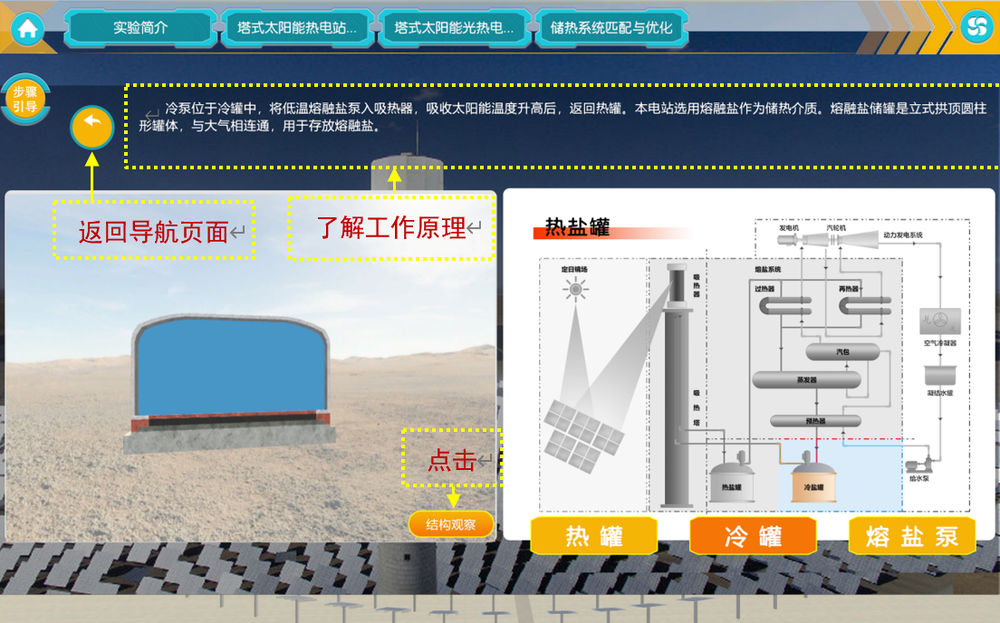 实验简介
塔式太阳能热电站...
塔式太阳能光热电...
储热系统匹配与优化
步骤
引导
冷泵位于冷罐中，将低温熔融盐泵入吸热器，吸收太阳能温度升高后，返回热罐。本电站选用熔融盐作为储热介质。熔融盐储罐是立式拱顶圆柱
形罐体，与大气相连通，用于存放熔融盐。
返回导航页面
了解工作原理
点击
结构观察
热盐罐
发电机
汽轮机
动力发电系统
定日镜场
吸热器
熔盐系统
过热器
再热器
空气冷凝器
汽包
凝结水罐
蒸发器
吸热塔
预热器
热盐罐
冷盐罐
给水泵
热罐
冷罐
熔盐泵